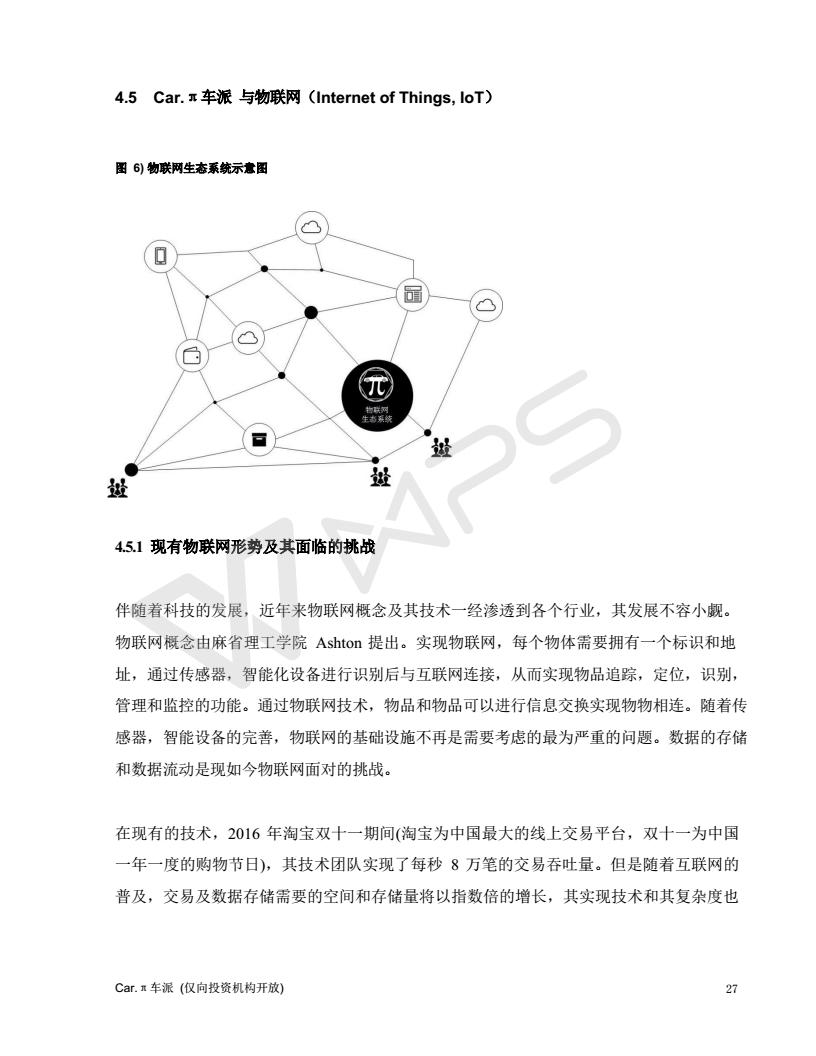 4.5 Car.π车派 与物联网（Internet of Things, IoT）
图 6) 物联网生态系统示意图
π
物联网
生态系统
WPS
4.5.1 现有物联网形势及其面临的挑战
伴随着科技的发展，近年来物联网概念及其技术一经渗透到各个行业，其发展不容小觑。
物联网概念由麻省理工学院 Ashton 提出。实现物联网，每个物体需要拥有一个标识和地
址，通过传感器，智能化设备进行识别后与互联网连接，从而实现物品追踪，定位，识别，
管理和监控的功能。通过物联网技术，物品和物品可以进行信息交换实现物物相连。随着传
感器，智能设备的完善，物联网的基础设施不再是需要考虑的最为严重的问题。数据的存储
和数据流动是现如今物联网面对的挑战。
在现有的技术，2016 年淘宝双十一期间(淘宝为中国最大的线上交易平台，双十一为中国
一年一度的购物节日)，其技术团队实现了每秒 8 万笔的交易吞吐量。但是随着互联网的
普及，交易及数据存储需要的空间和存储量将以指数倍的增长，其实现技术和其复杂度也
Car.π车派 (仅向投资机构开放)
27